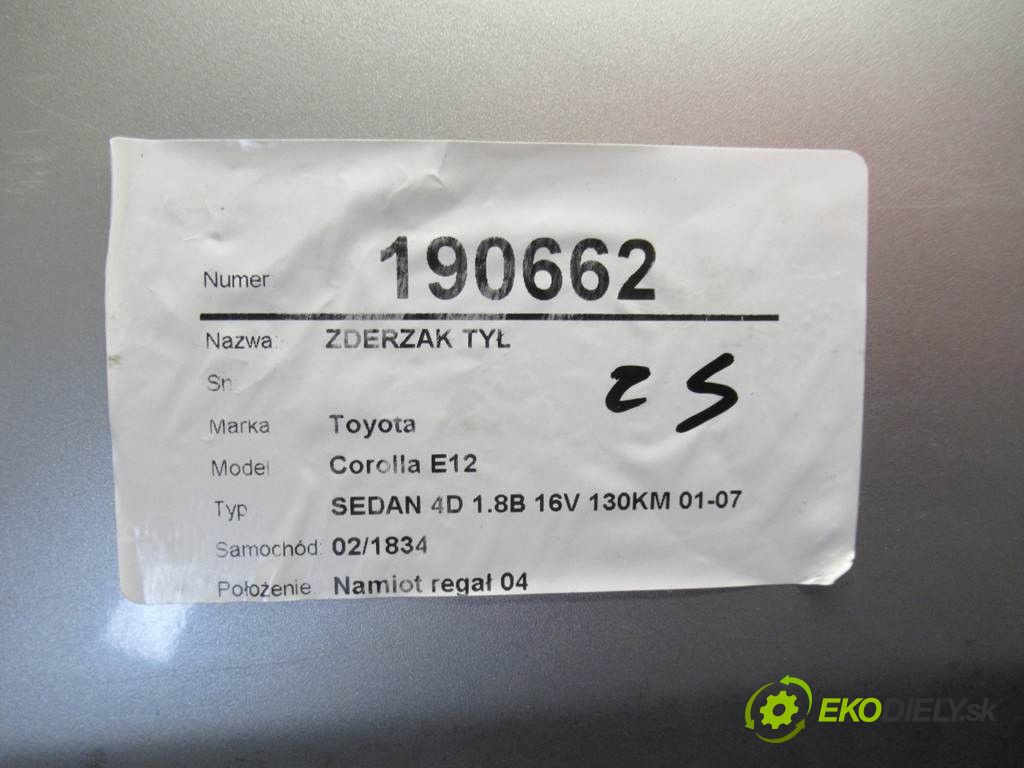 Numer 190662
Nazwa: ZDERZAK TYŁ
Sn
Marka Toyota
Model Corolla E12
Typ SEDAN 4D 1.8B 16V 130KM 01-07
Samochód: 02/1834
Położenie Namiot regał 04
EKODIELY.sk